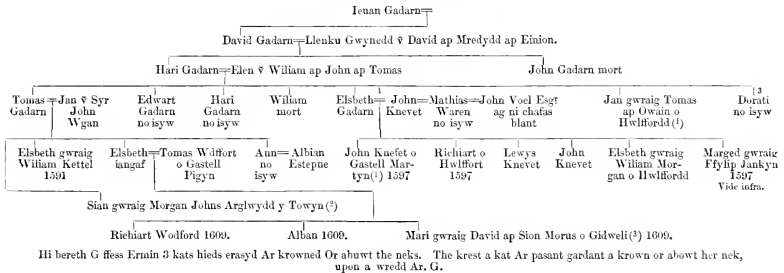 Ieuan Gadarn=
David Gadarn=Llenku Gwynedd ꝟ David ap Mredydd ap Einion.
Hari Gadarn=Elen ꝟ Wiliam ap John ap Tomas
John Gadarn mort
Tomas Gadarn
=Jan ꝟ Syr
John
Wgan
Edwart
Gadarn
no isyw
Hari
Gadarn
no isyw
Wiliam
mort
Elsbeth=
Gadarn
1
John=
Knevet
Mathias=
Waren
no isyw
John Voel Esgr
ag ni chafas
blant
Jan gwraig Tomas
ap Owain o
Hwlffordd (1)
3
Dorati
no isyw
Elsbeth gwraig
Wiliam Kettel
1591
Elsbeth=
iangaf
Tomas Wdffort
o Gastell
Pigyn
Ann=
no
isyw
Albian
Estepne
John Knefet o
Gastell Mar-
tyn(1) 1597
Richiart o
Hwlffort
1597
Lewys
Knevet
John
Knevet
Elsbeth gwraig
Wiliam Mor-
gan o Hwlffordd
Marged gwraig
Ffylip Jankyn
1597
Vide infra.
Sian gwraig Morgan Johns Arglwydd y Towyn(2)
Richiart Wodford 1609.
Alban 1609.
Mari gwraig David ap Sion Morus o Gidweli(3) 1609.
Hi bereth G ffess Ermin 3 kats hieds erasyd Ar krowned Or abuwt the neks. The krest a kat Ar pasant gardant a krown or abowt her nek,
upon a wredd Ar. G.